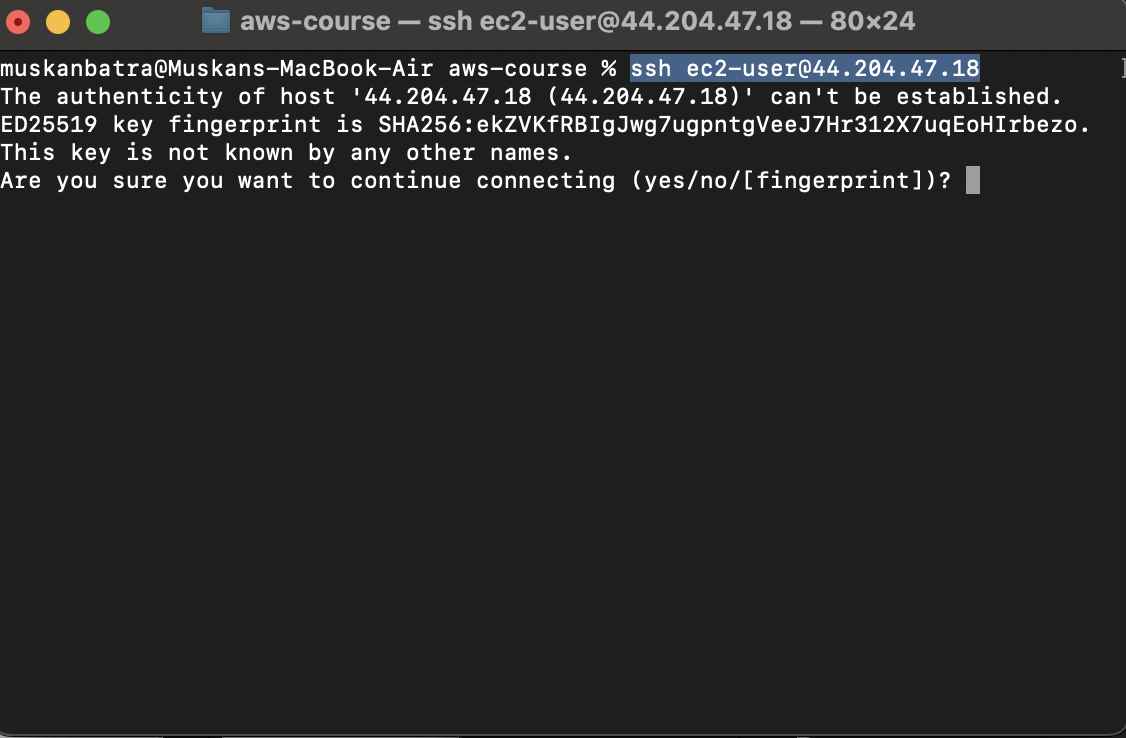 aws-course — ssh ec2-user@44.204.47.18 — 80×24
muskanbatra@Muskans-MacBook-Air aws-course % ssh ec2-user@44.204.47.18
The authenticity of host '44.204.47.18 (44.204.47.18)' can't be established.
ED25519 key fingerprint is SHA256:ekZVKfRBIgJwg7ugpntgVeeJ7Hr312X7uqEoHIrbezo.
This key is not known by any other names.
Are you sure you want to continue connecting (yes/no/[fingerprint])?